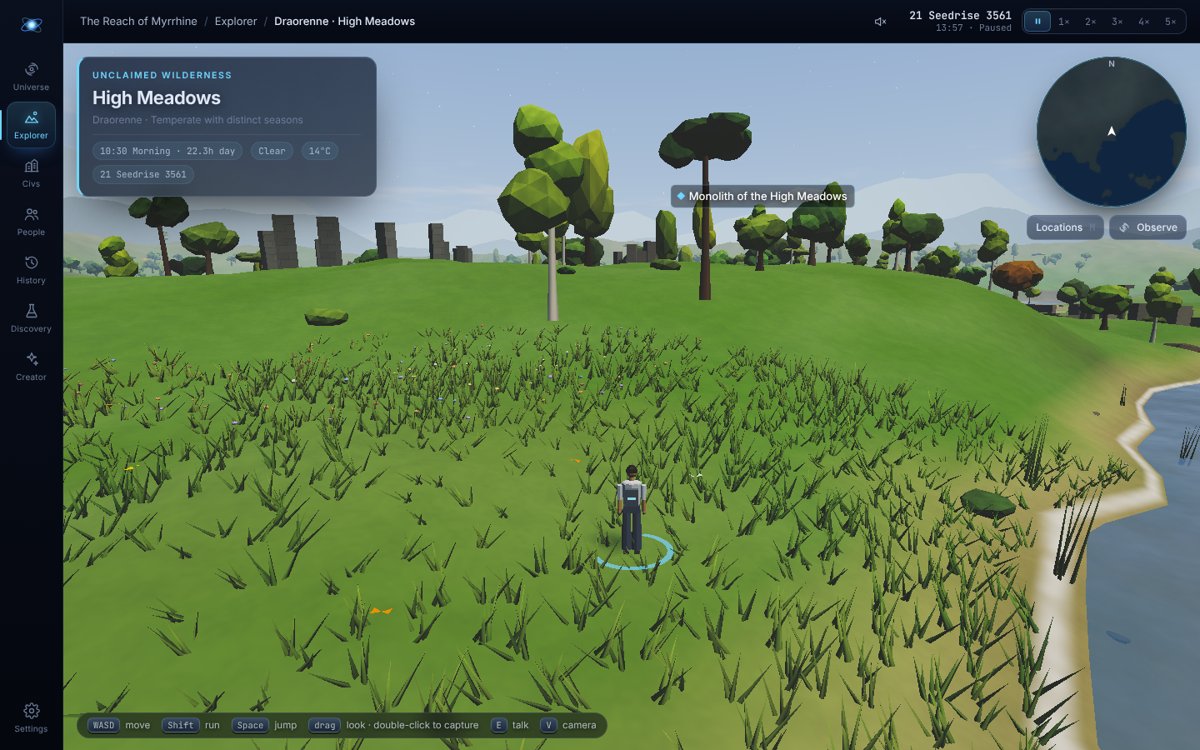 The Reach of Myrrhine / Explorer / Draorenne · High Meadows
21 Seedrise 3561
13:57 · Paused
1× 2× 3× 4× 5×
Universe
Explorer
Civs
People
History
Discovery
Creator
Settings
UNCLAIMED WILDERNESS
High Meadows
Draorenne · Temperate with distinct seasons
10:30 Morning · 22.3h day
Clear
14°C
21 Seedrise 3561
Monolith of the High Meadows
N
Locations M
Observe
WASD move Shift run Space jump drag look · double-click to capture E talk V camera